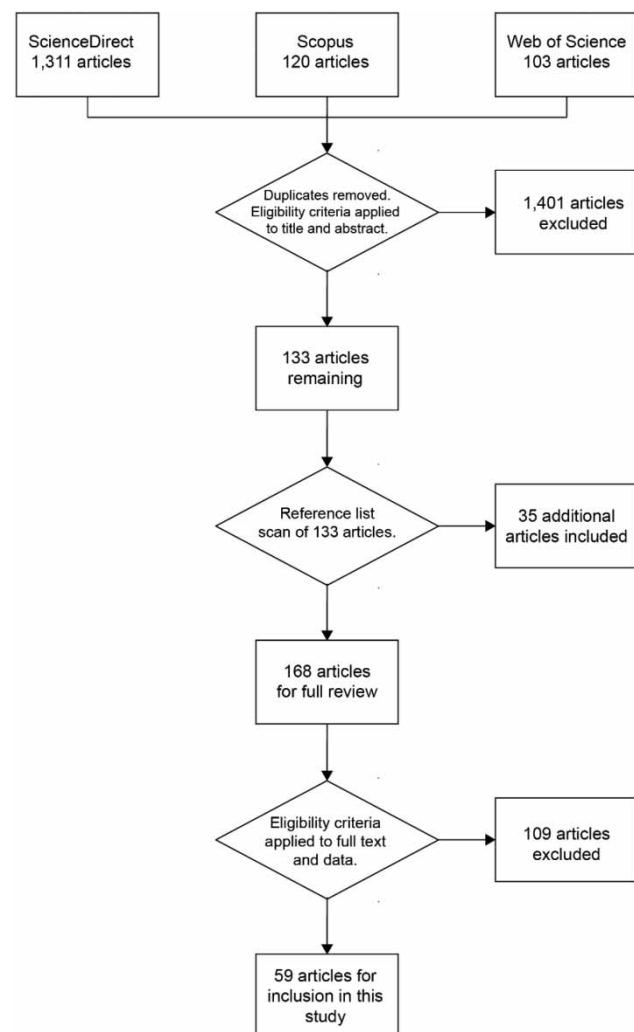 ScienceDirect
1,311 articles
Scopus
120 articles
Web of Science
103 articles
Duplicates removed.
Eligibility criteria applied
to title and abstract.
1,401 articles
excluded
133 articles
remaining
Reference list
scan of 133 articles.
35 additional
articles included
168 articles
for full review
Eligibility criteria
applied to full text
and data.
109 articles
excluded
59 articles for
inclusion in this
study